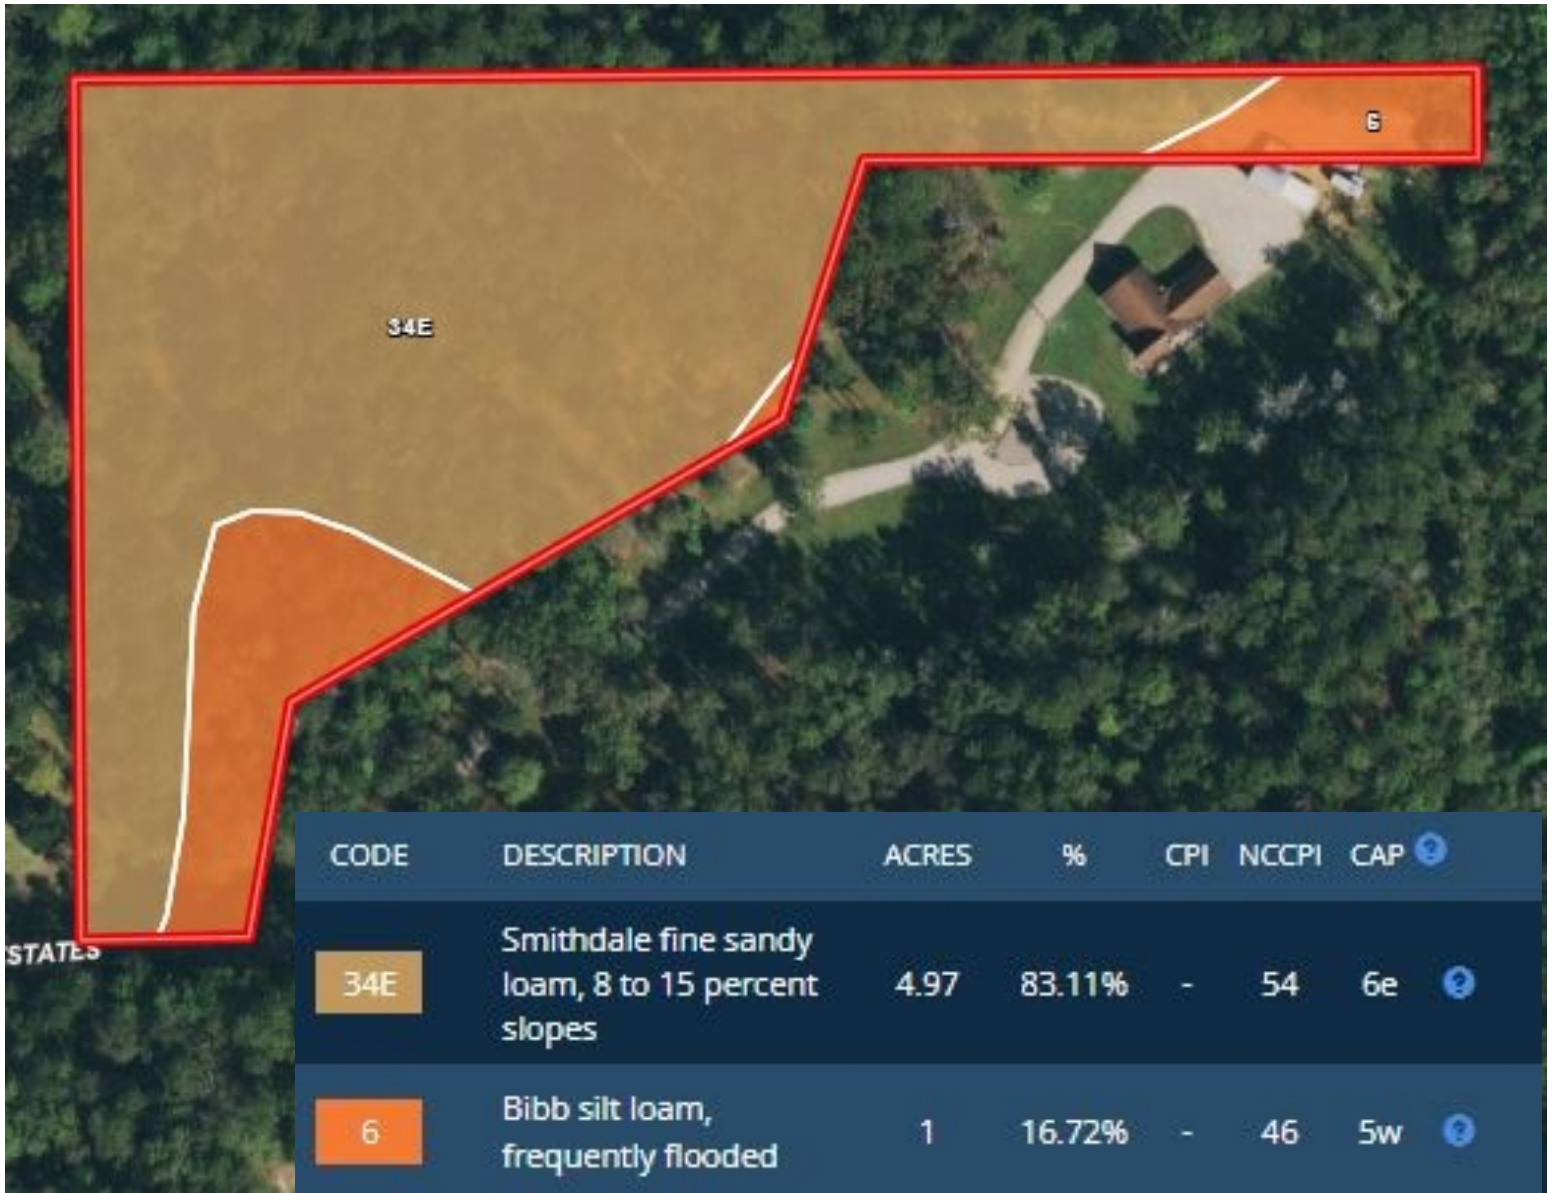 6
34E
STATES
CODE DESCRIPTION ACRES % CPI NCCPI CAP ?
Smithdale fine sandy
34E loam, 8 to 15 percent 4.97 83.11% - 54 6e ?
slopes
Bibb silt loam,
6 1 16.72% - 46 5w ?
frequently flooded